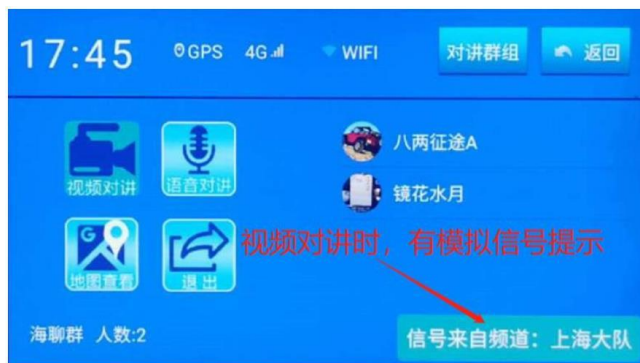 17:45 GPS 4G WIFI 对讲群组 返回
视频对讲 语音对讲 八两征途A
镜花水月
地图查看 退出 视频对讲时，有模拟信号提示
海聊群 人数:2 信号来自频道：上海大队